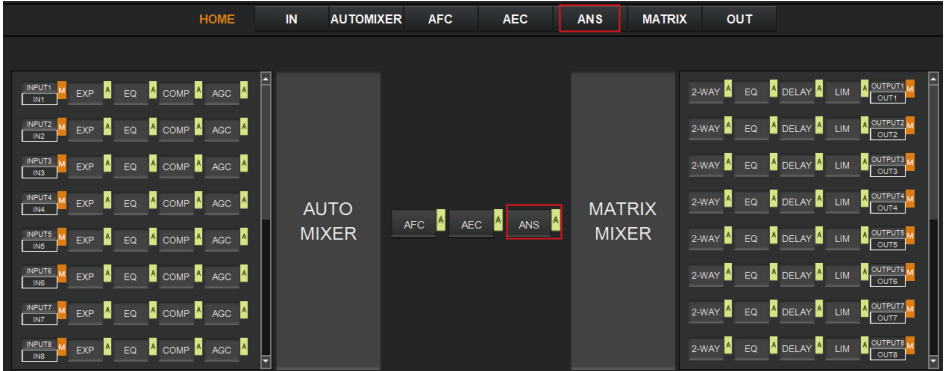 HOME IN AUTOMIXER AFC AEC ANS MATRIX OUT
INPUT1 M EXP A EQ A COMP A AGC A
IN1
INPUT2 M EXP A EQ A COMP A AGC A
IN2
INPUT3 M EXP A EQ A COMP A AGC A
IN3
INPUT4 M EXP A EQ A COMP A AGC A
IN4
INPUT5 M EXP A EQ A COMP A AGC A
IN5
INPUT6 M EXP A EQ A COMP A AGC A
IN6
INPUT7 M EXP A EQ A COMP A AGC A
IN7
INPUT8 M EXP A EQ A COMP A AGC A
IN8
AUTO
MIXER
AFC A AEC A ANS A
MATRIX
MIXER
2-WAY A EQ A DELAY A LIM A OUTPUT1 M
OUT1
2-WAY A EQ A DELAY A LIM A OUTPUT2 M
OUT2
2-WAY A EQ A DELAY A LIM A OUTPUT3 M
OUT3
2-WAY A EQ A DELAY A LIM A OUTPUT4 M
OUT4
2-WAY A EQ A DELAY A LIM A OUTPUT5 M
OUT5
2-WAY A EQ A DELAY A LIM A OUTPUT6 M
OUT6
2-WAY A EQ A DELAY A LIM A OUTPUT7 M
OUT7
2-WAY A EQ A DELAY A LIM A OUTPUT8 M
OUT8